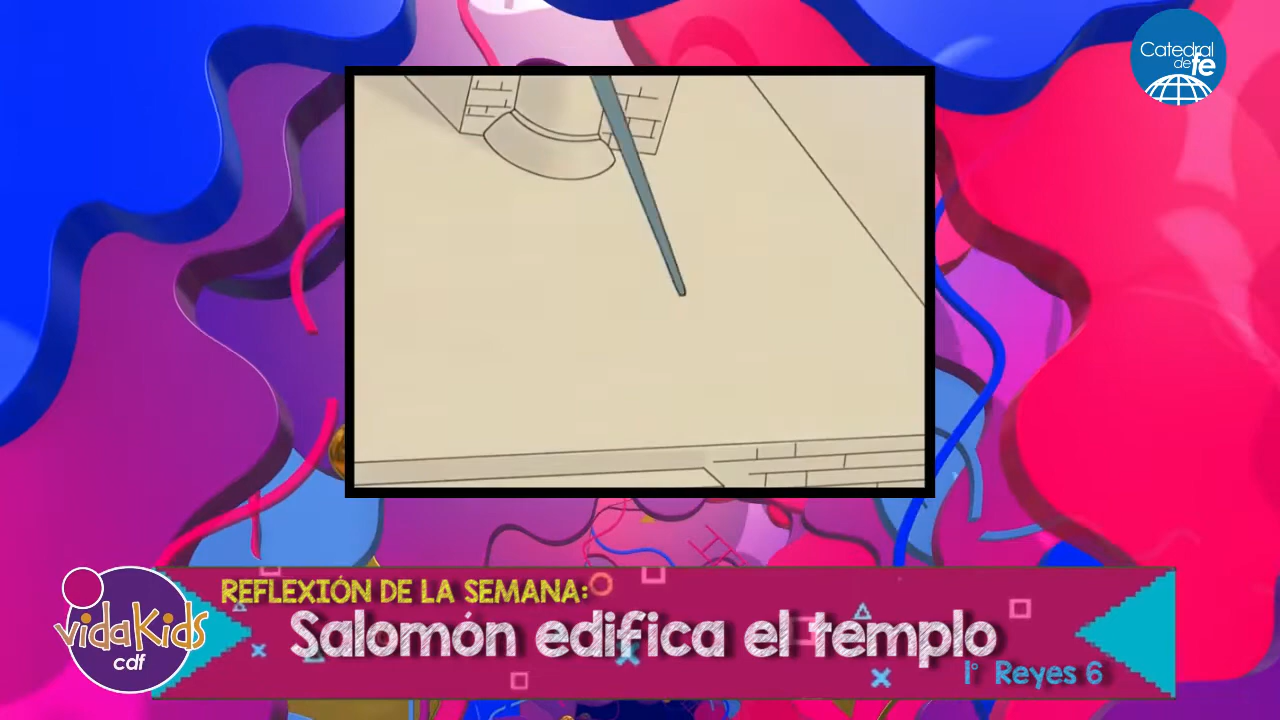 Catedral
de fe
REFLEXIÓN DE LA SEMANA:
Salomón edifica el templo
1° Reyes 6
vidaKids
cdf